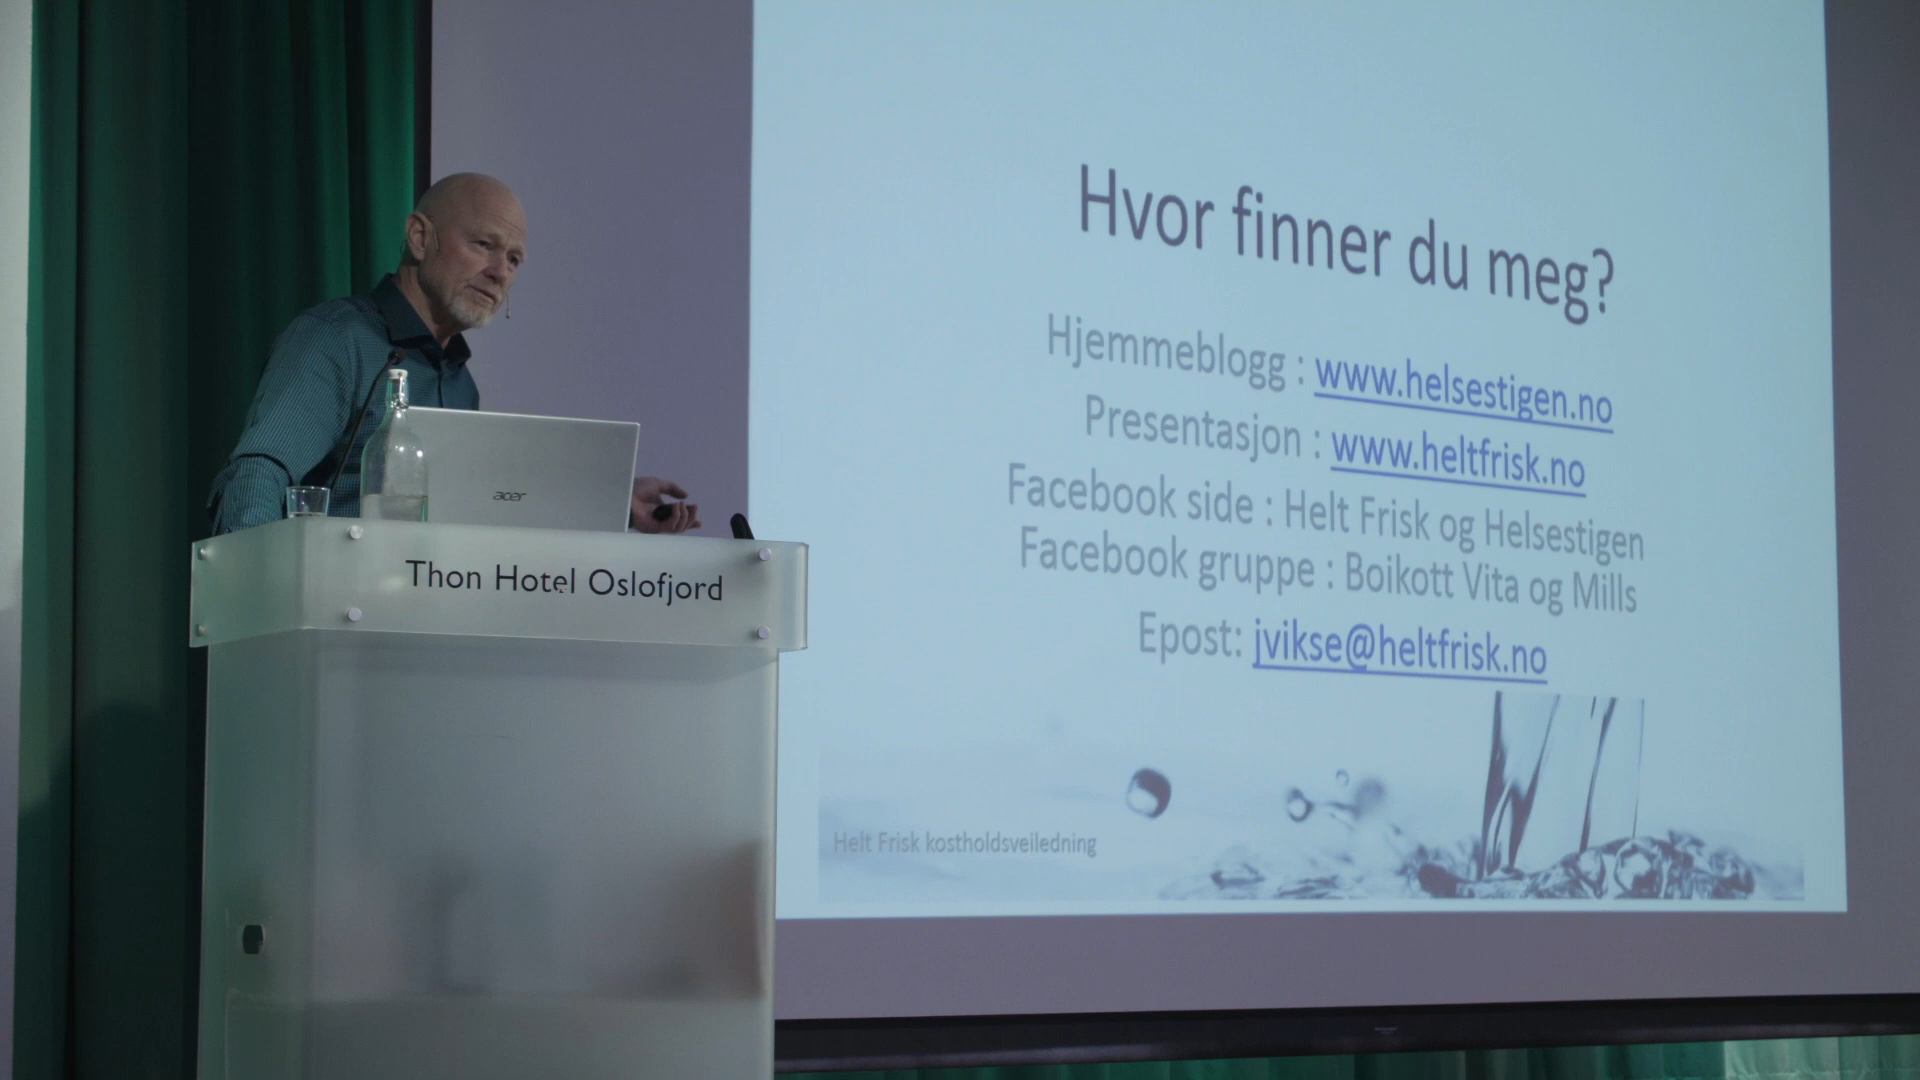 Hvor finner du meg?
Hjemmeblogg : www.helsestigen.no
Presentasjon : www.heltfrisk.no
Facebook side : Helt Frisk og Helsestigen
Facebook gruppe : Boikott Vita og Mills
Epost: jvikse@heltfrisk.no
Helt Frisk kostholdsveiledning
acer
Thon Hotel Oslofjord